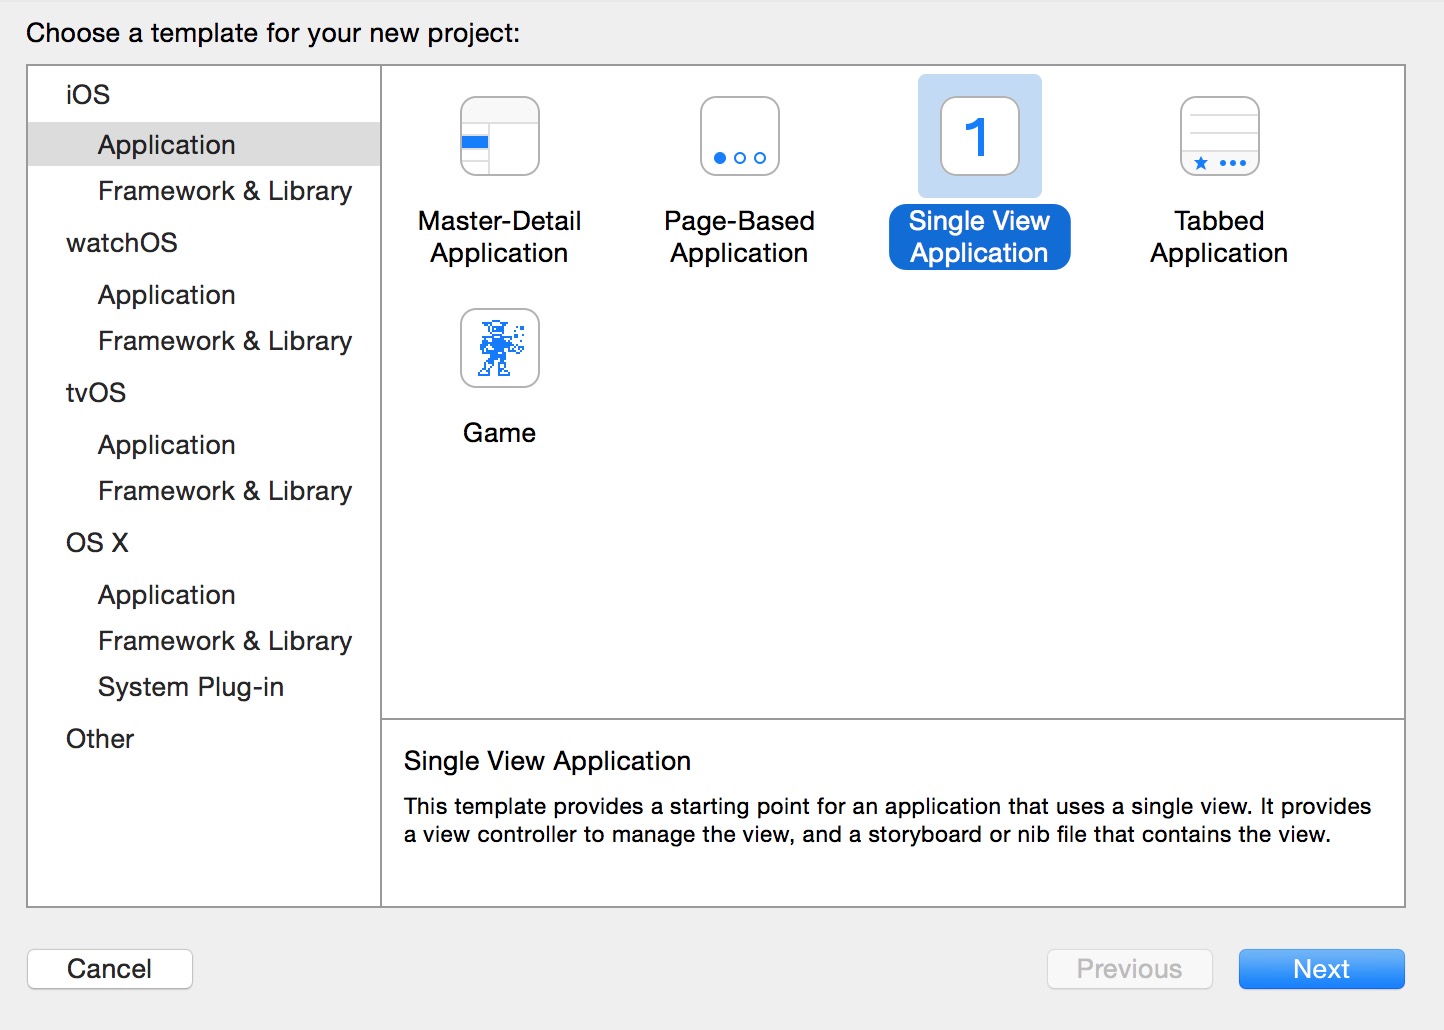 Choose a template for your new project:
iOS
Application
Framework & Library
watchOS
Application
Framework & Library
tvOS
Application
Framework & Library
OS X
Application
Framework & Library
System Plug-in
Other
Master-Detail
Application
Page-Based
Application
1
Single View
Application
Tabbed
Application
Game
Single View Application
This template provides a starting point for an application that uses a single view. It provides
a view controller to manage the view, and a storyboard or nib file that contains the view.
Cancel
Previous
Next